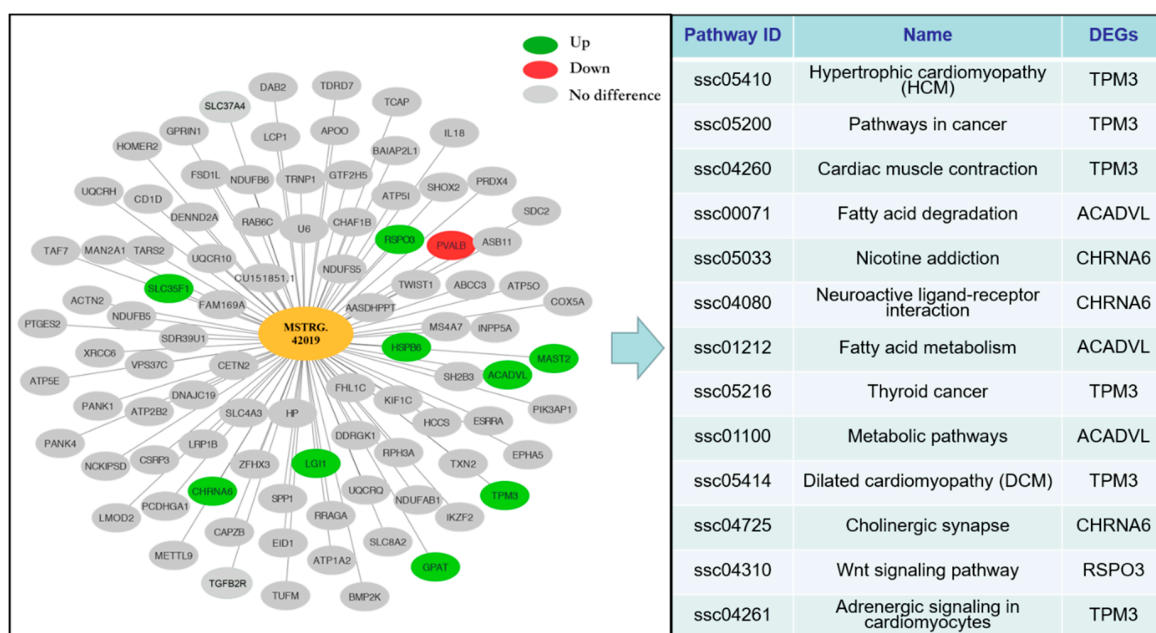 Up
Down
No difference
DAB2
TDRD7
SLC37A4
TCAP
GPRIN1
LCP1
APOO
IL18
HOMER2
BAIAP2L1
FSD1L
NDUFB6
TRNP1
GTF2H5
PRDX4
UQCRH
CD1D
ATP5I
SHOX2
DENND2A
RAB6C
U6
CHAF1B
SDC2
TAF7
MAN2A1
TARS2
RSPO3
PVALB
ASB11
UQCR10
CU151851.1
NDUFS5
SLC35F1
TWIST1
ABCC3
ATP5O
ACTN2
FAM169A
AASDHPPT
COX5A
PTGES2
NDUFB5
MSTRG.
42019
MS4A7
INPP5A
SDR39U1
HSPB6
MAST2
XRCC6
VPS37C
CETN2
SH2B3
ACADVL
ATP5E
DNAJC19
FHL1C
PIK3AP1
PANK1
ATP2B2
SLC4A3
HP
KIF1C
ESRRA
HCCS
PANK4
LRP1B
DDRGK1
EPHA5
NCKIPSD
CSRP3
ZFHX3
LGI1
RPH3A
TXN2
CHRNA6
UQCRQ
TPM3
LMOD2
PCDHGA1
SPP1
NDUFAB1
RRAGA
IKZF2
METTL9
CAPZB
EID1
SLC8A2
ATP1A2
GPAT
TGFB2R
TUFM
BMP2K
Pathway ID Name DEGs
ssc05410 Hypertrophic cardiomyopathy (HCM) TPM3
ssc05200 Pathways in cancer TPM3
ssc04260 Cardiac muscle contraction TPM3
ssc00071 Fatty acid degradation ACADVL
ssc05033 Nicotine addiction CHRNA6
ssc04080 Neuroactive ligand-receptor interaction CHRNA6
ssc01212 Fatty acid metabolism ACADVL
ssc05216 Thyroid cancer TPM3
ssc01100 Metabolic pathways ACADVL
ssc05414 Dilated cardiomyopathy (DCM) TPM3
ssc04725 Cholinergic synapse CHRNA6
ssc04310 Wnt signaling pathway RSPO3
ssc04261 Adrenergic signaling in cardiomyocytes TPM3